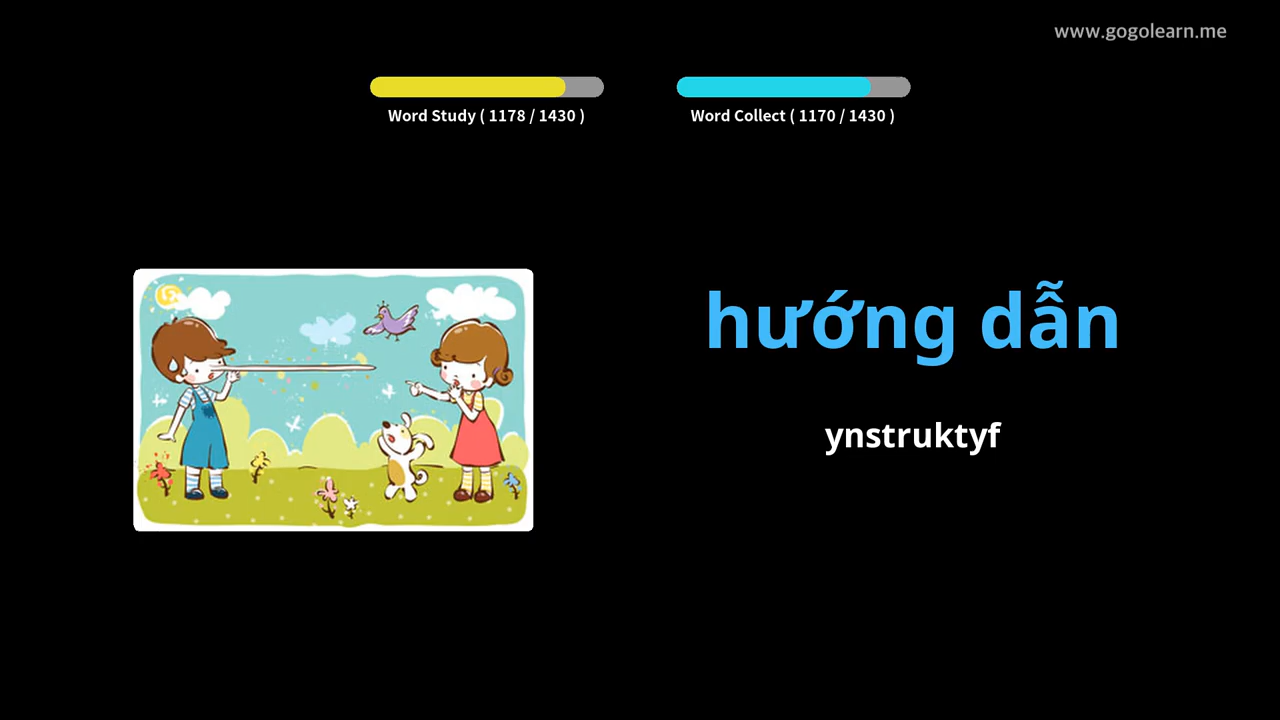 www.gogolearn.me
Word Study ( 1178 / 1430 )
Word Collect ( 1170 / 1430 )
hướng dẫn
ynstruktyf